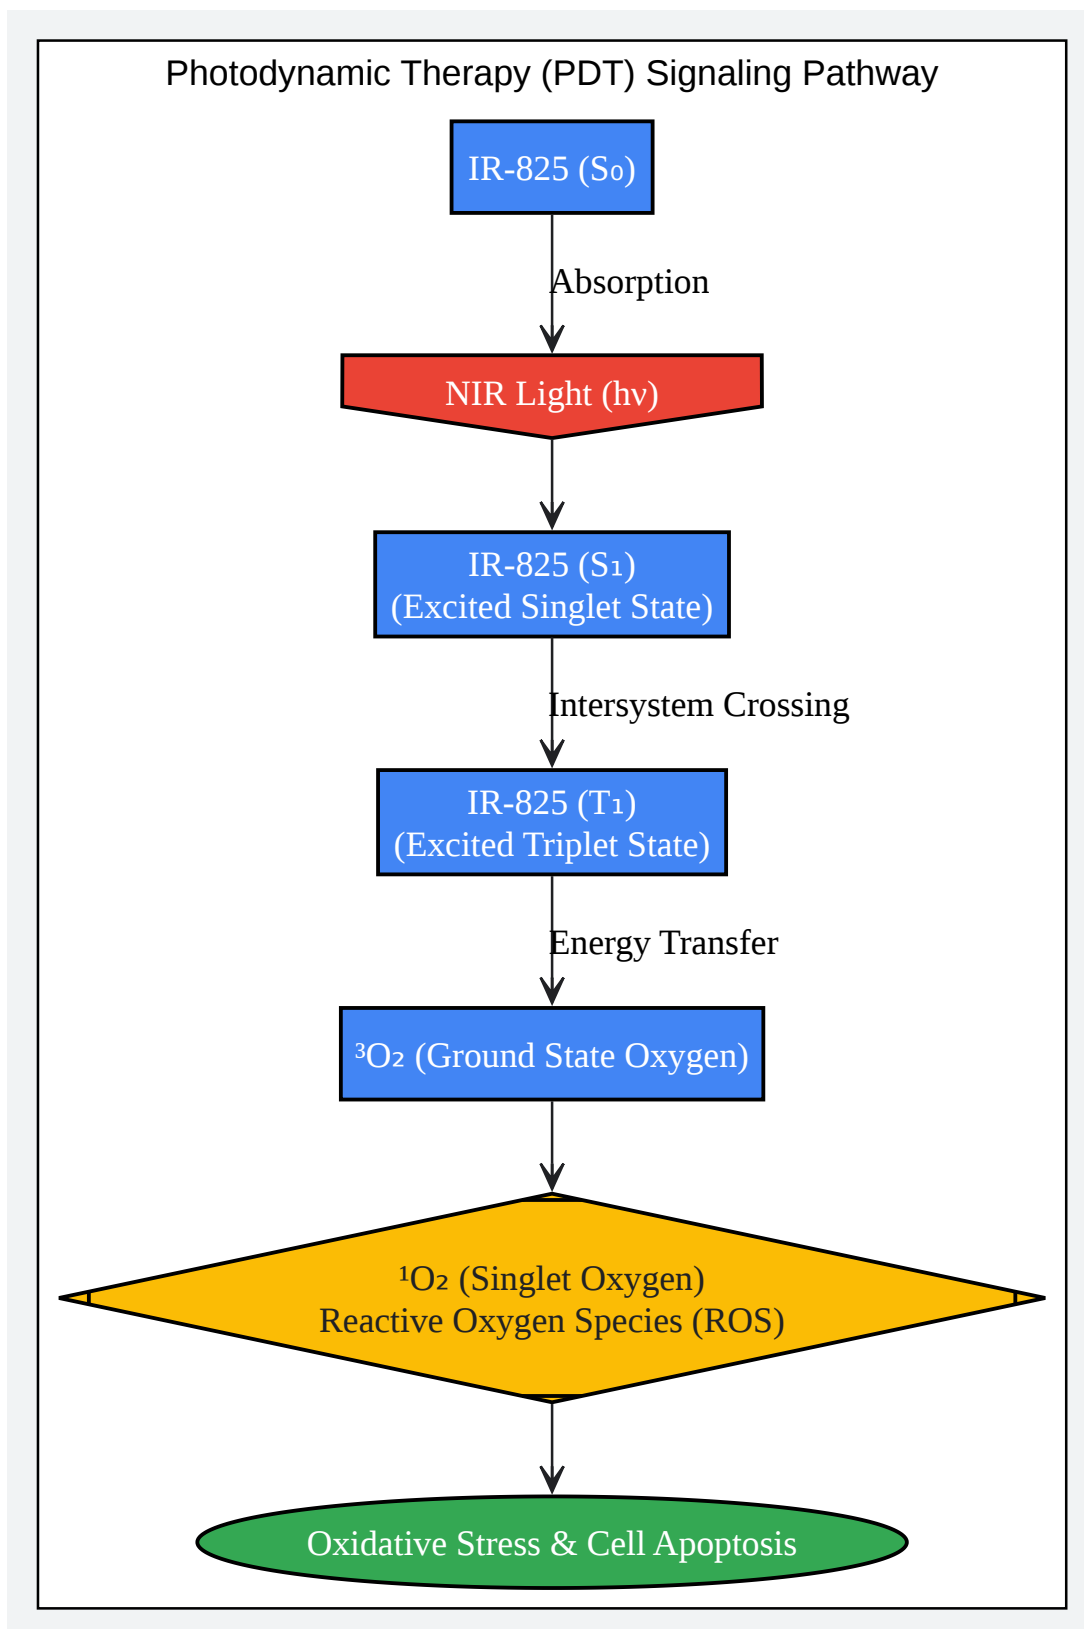 Photodynamic Therapy (PDT) Signaling Pathway
IR-825 (S₀)
Absorption
NIR Light (hν)
IR-825 (S₁)
(Excited Singlet State)
Intersystem Crossing
IR-825 (T₁)
(Excited Triplet State)
Energy Transfer
³O₂ (Ground State Oxygen)
¹O₂ (Singlet Oxygen)
Reactive Oxygen Species (ROS)
Oxidative Stress & Cell Apoptosis